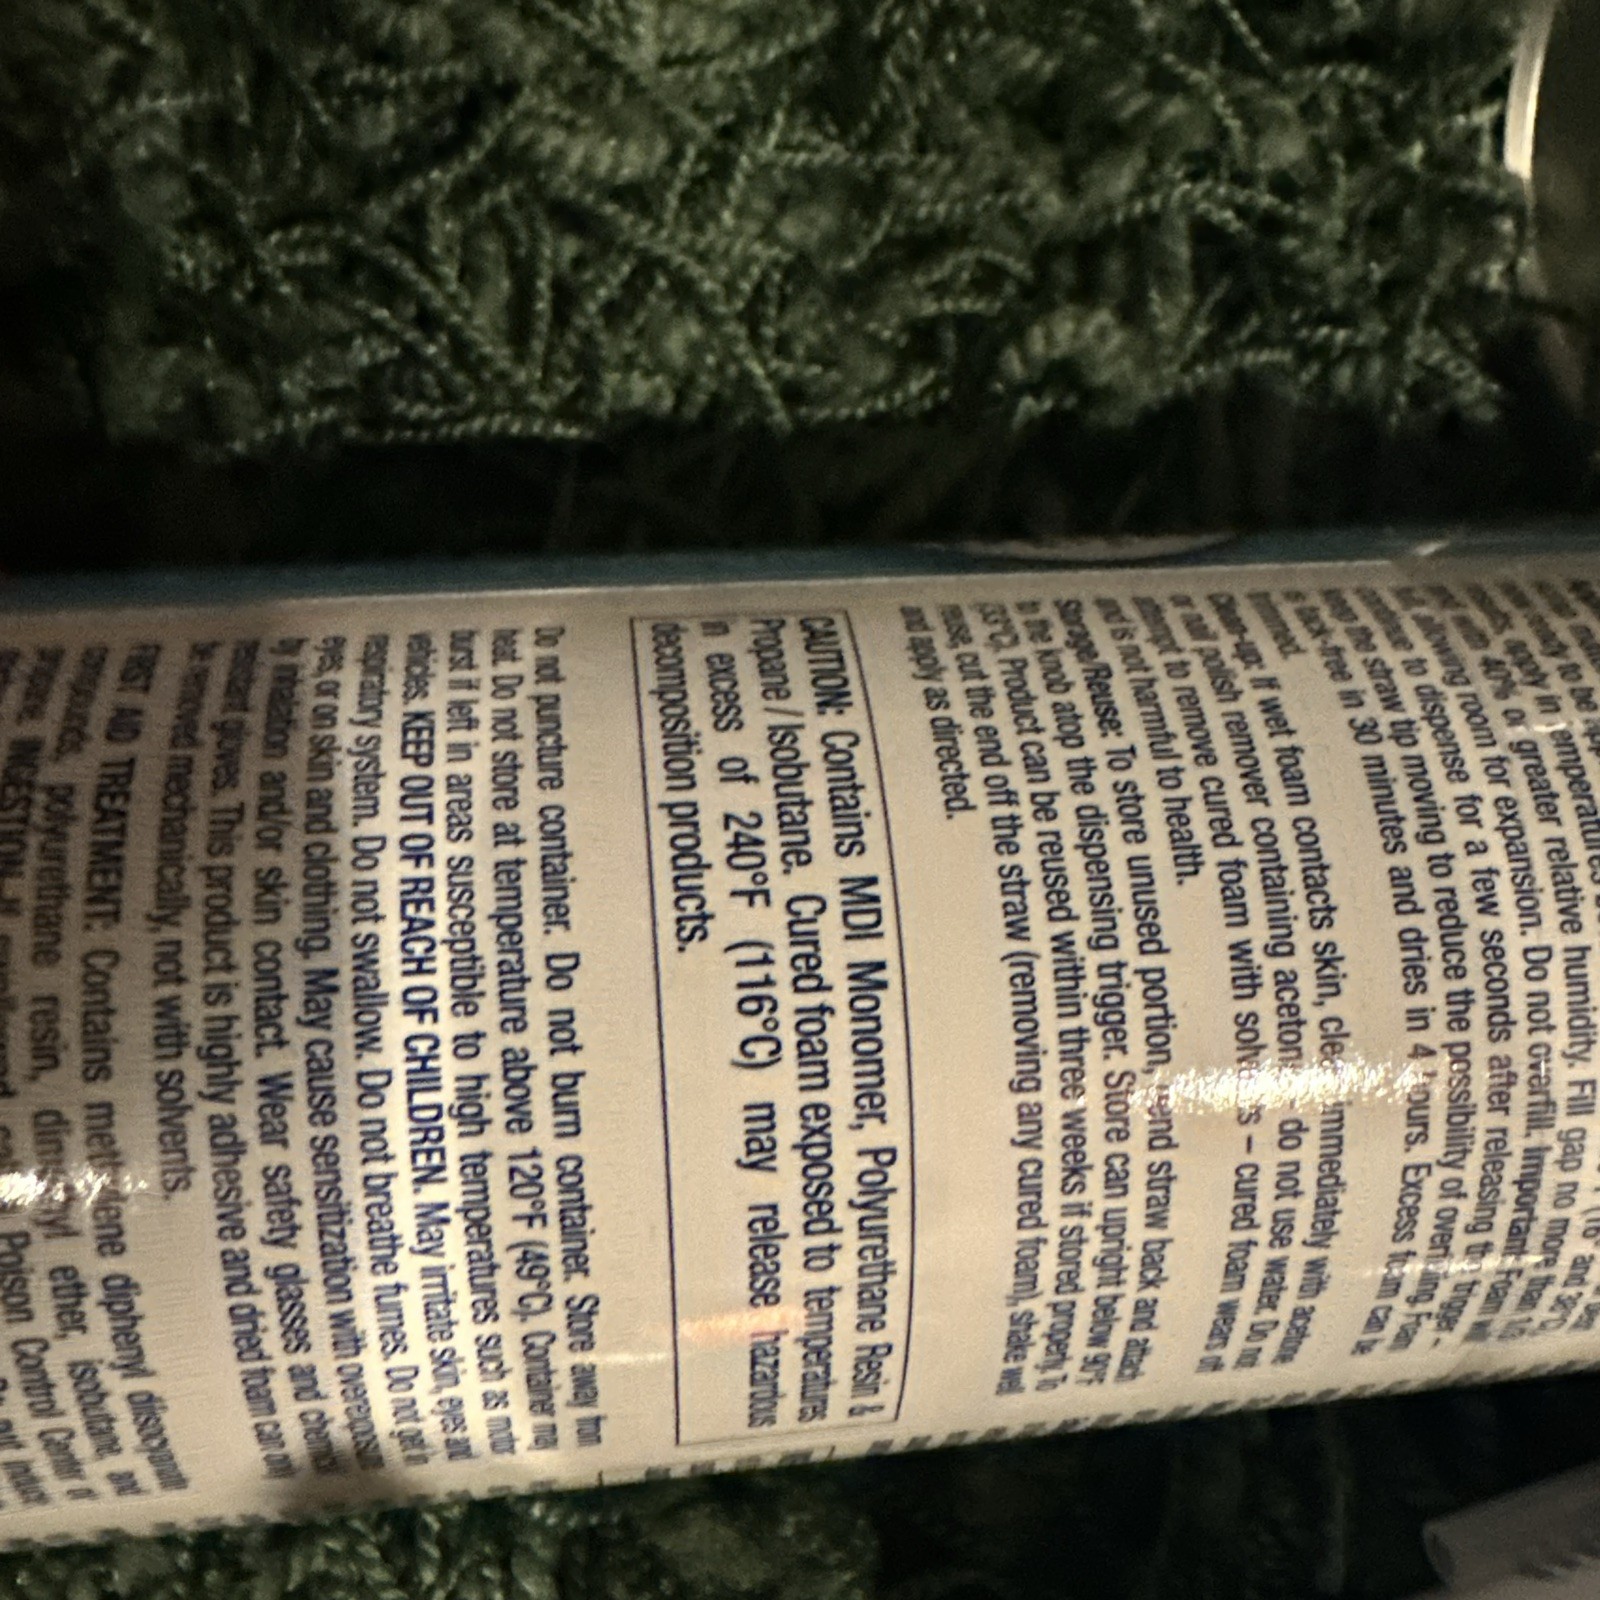 and 32°C
temperatures
humidity. Fill gap no more than
or greater relative
room for expansion. Do not overfill. Important: Foam will
dispense for a few seconds after releasing the trigger -
to dispense
the straw tip moving to reduce the possibility of overfilling. Foam
is tack-free in 30 minutes and dries in 4 hours. Excess foam can be
trimmed.
Clean-up: If wet foam contacts skin, clean immediately with acetone
or nail polish remover containing acetone, do not use water. Do not
attempt to remove cured foam with solvents – cured foam wears off
and is not harmful to health.
Storage/Reuse: To store unused portion, bend straw back and attach
to the knob atop the dispensing trigger. Store can upright below 90°F
(33°C). Product can be reused within three weeks if stored properly. To
reuse, cut the end off the straw (removing any cured foam), shake well
and apply as directed.
CAUTION: Contains MDI Monomer, Polyurethane Resin &
Propane / Isobutane. Cured foam exposed to temperatures
in excess of 240°F (116°C) may release hazardous
decomposition products.
Do not puncture container. Do not burn container. Store away from
heat. Do not store at temperature above 120°F (49°C). Container may
burst if left in areas susceptible to high temperatures such as motor
vehicles. KEEP OUT OF REACH OF CHILDREN. May irritate skin, eyes and
respiratory system. Do not swallow. Do not breathe fumes. Do not get in
eyes, or on skin and clothing. May cause sensitization with overexposure
by inhalation and/or skin contact. Wear safety glasses and chemical
resistant gloves. This product is highly adhesive and dried foam can only
be removed mechanically, not with solvents.
FIRST AID TREATMENT: Contains methylene diphenyl diisocyanate
compounds, polyurethane resin, dimethyl ether, isobutane, and
propane. INGESTION: Poison Control Center